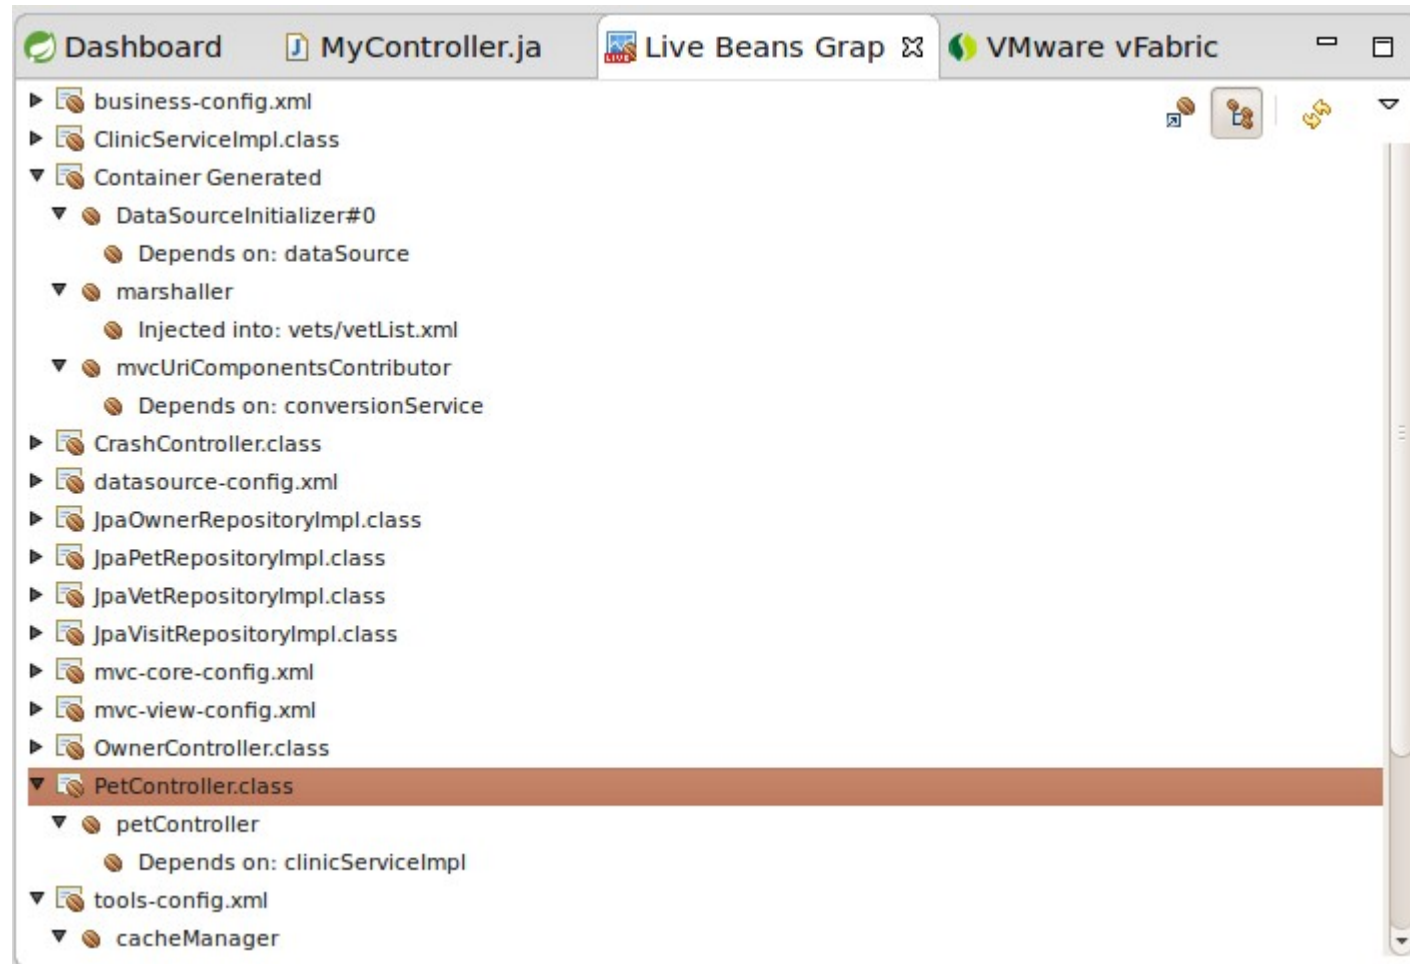 Dashboard MyController.ja Live Beans Grap VMware vFabric
business-config.xml
ClinicServiceImpl.class
Container Generated
DataSourceInitializer#0
Depends on: dataSource
marshaller
Injected into: vets/vetList.xml
mvcUriComponentsContributor
Depends on: conversionService
CrashController.class
datasource-config.xml
JpaOwnerRepositoryImpl.class
JpaPetRepositoryImpl.class
JpaVetRepositoryImpl.class
JpaVisitRepositoryImpl.class
mvc-core-config.xml
mvc-view-config.xml
OwnerController.class
PetController.class
petController
Depends on: clinicServiceImpl
tools-config.xml
cacheManager